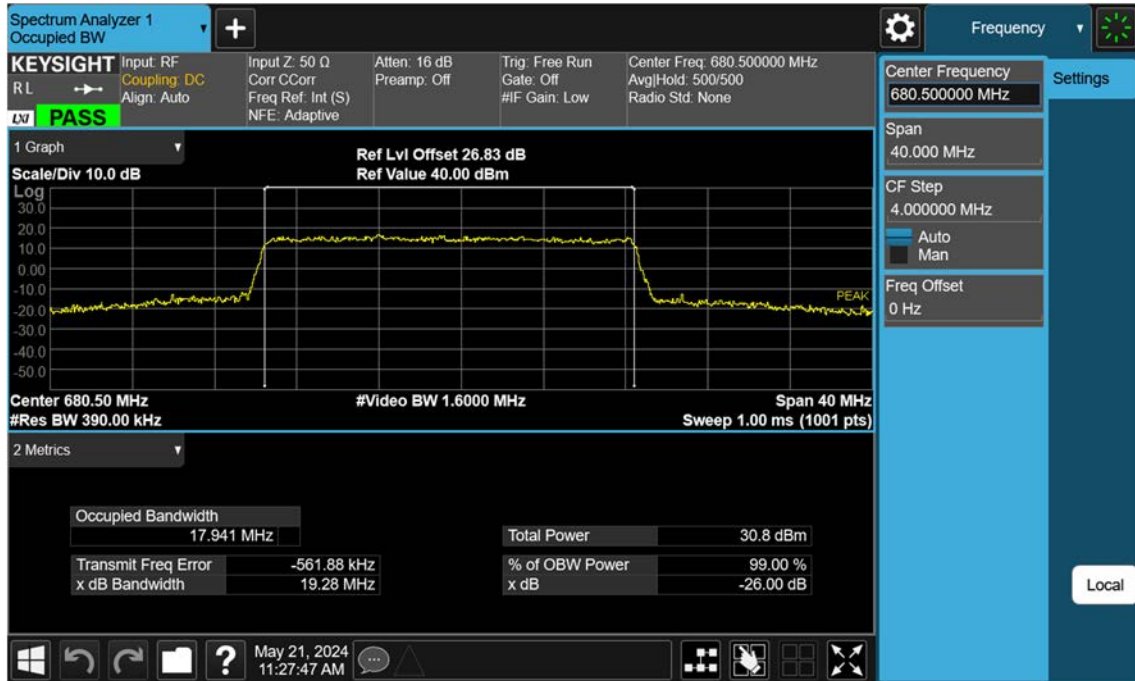 Spectrum Analyzer 1
Occupied BW
Frequency
KEYSIGHT
R L
LXI
PASS
Input: RF
Coupling: DC
Align: Auto
Input Z: 50 Ω
Corr CCorr
Freq Ref: Int (S)
NFE: Adaptive
Atten: 16 dB
Preamp: Off
Trig: Free Run
Gate: Off
#IF Gain: Low
Center Freq: 680.500000 MHz
Avg|Hold: 500/500
Radio Std: None
Center Frequency
680.500000 MHz
Settings
Span
40.000 MHz
CF Step
4.000000 MHz
Auto
Man
Freq Offset
0 Hz
Local
1 Graph
Scale/Div 10.0 dB
Ref Lvl Offset 26.83 dB
Ref Value 40.00 dBm
Log
30.0
20.0
10.0
0.00
-10.0
-20.0
-30.0
-40.0
-50.0
PEAK
Center 680.50 MHz
#Video BW 1.6000 MHz
Span 40 MHz
#Res BW 390.00 kHz
Sweep 1.00 ms (1001 pts)
2 Metrics
Occupied Bandwidth
17.941 MHz
Total Power 30.8 dBm
Transmit Freq Error -561.88 kHz
% of OBW Power 99.00 %
x dB Bandwidth 19.28 MHz
x dB -26.00 dB
?
May 21, 2024
11:27:47 AM